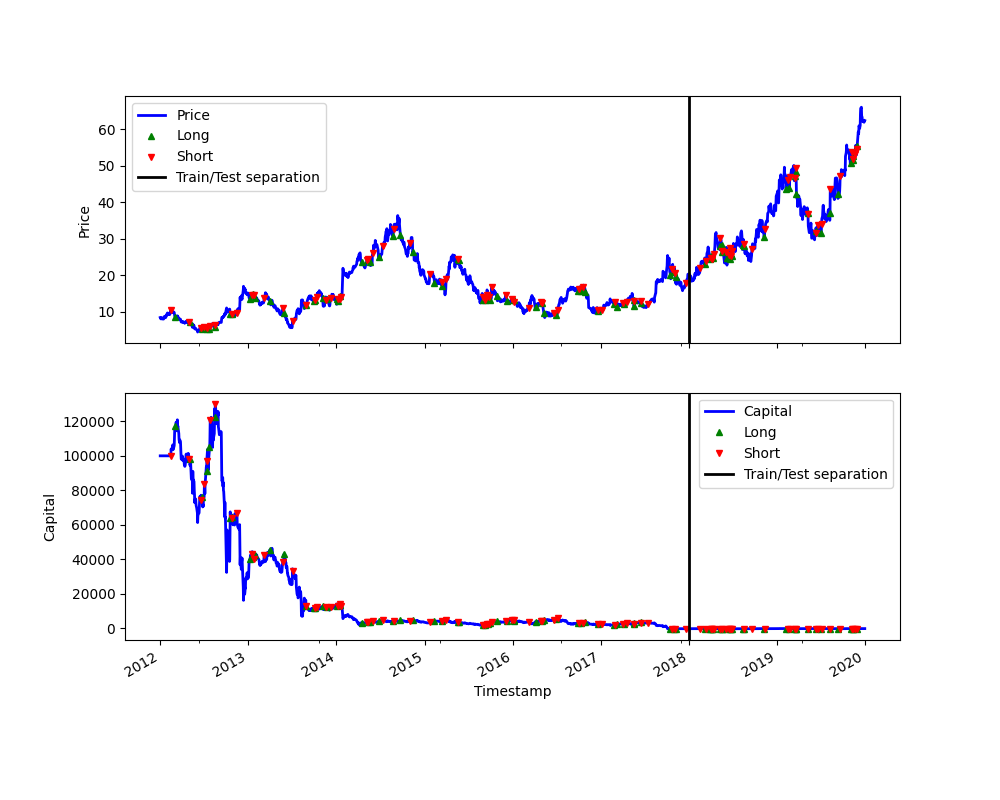 Price
Long
Short
Train/Test separation
60
50
40
30
20
10
Price
Capital
Long
Short
Train/Test separation
120000
100000
80000
60000
40000
20000
0
Capital
2012
2013
2014
2015
2016
2017
2018
2019
2020
Timestamp